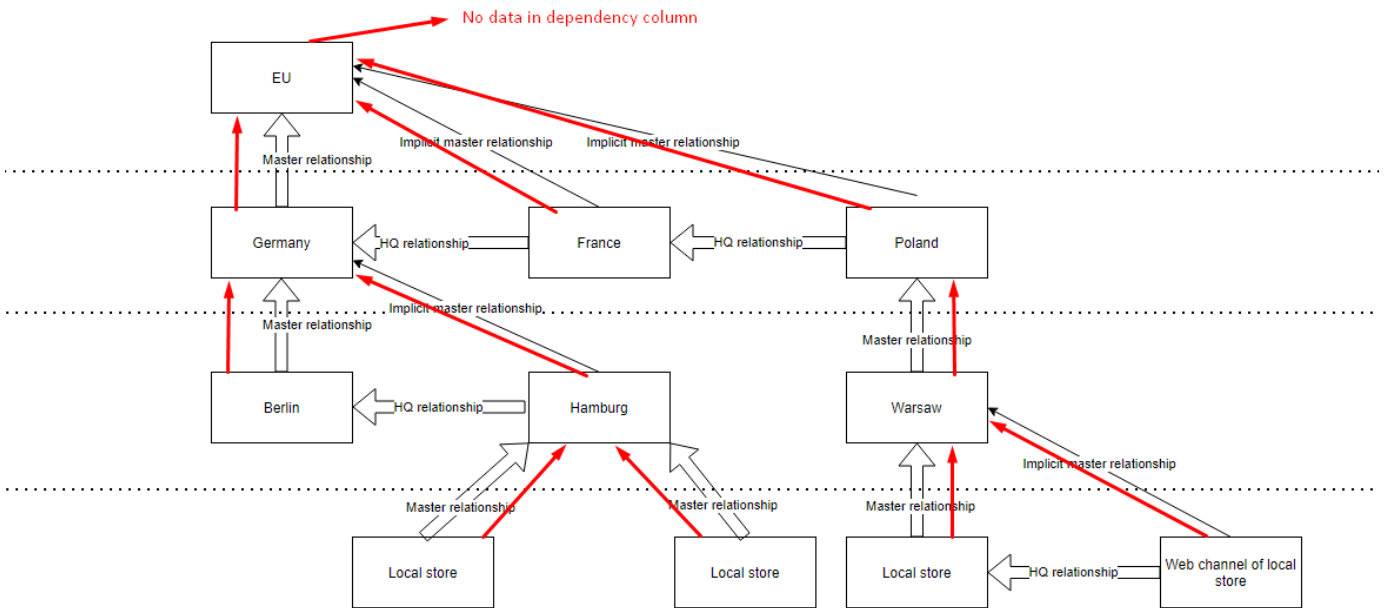 No data in dependency column
EU
Implicit master relationship
Implicit master relationship
Master relationship
Germany
HQ relationship
France
HQ relationship
Poland
Implicit master relationship
Master relationship
Master relationship
Berlin
HQ relationship
Hamburg
Warsaw
Implicit master relationship
Master relationship
Master relationship
Master relationship
Local store
Local store
Local store
HQ relationship
Web channel of local
store